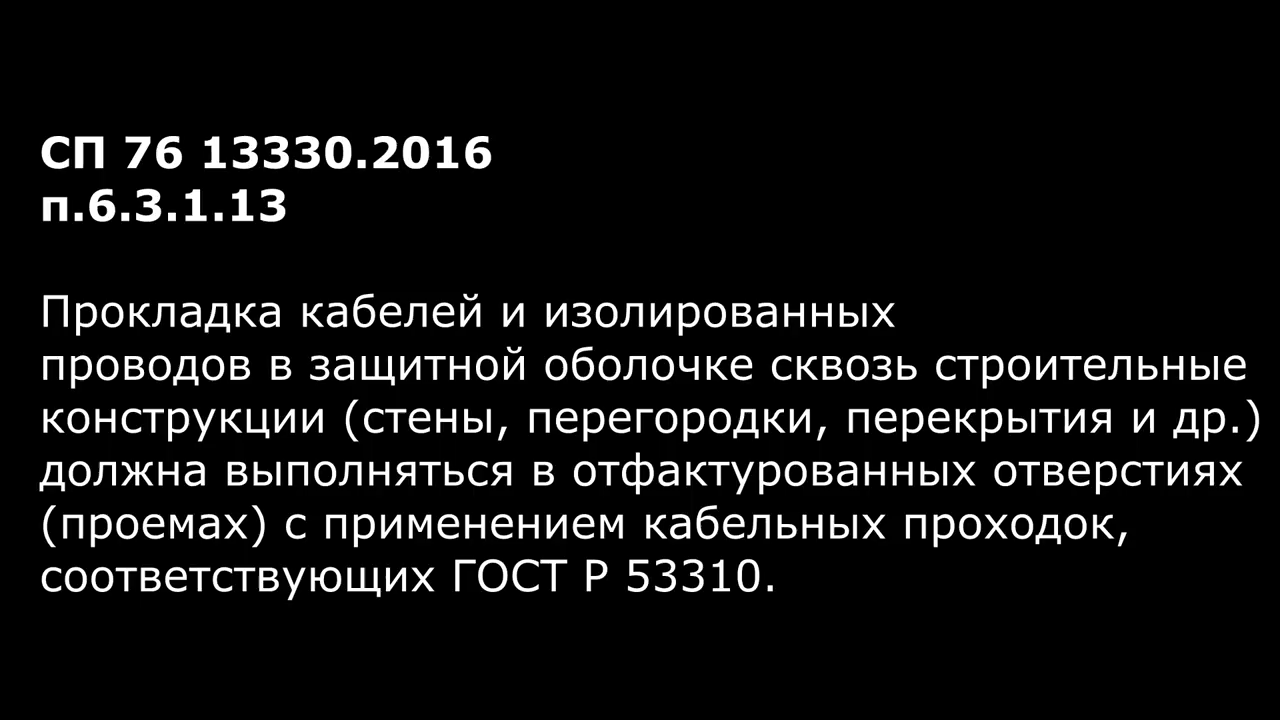 СП 76 13330.2016
п.6.3.1.13
Прокладка кабелей и изолированных
проводов в защитной оболочке сквозь строительные
конструкции (стены, перегородки, перекрытия и др.)
должна выполняться в отфактурованных отверстиях
(проемах) с применением кабельных проходок,
соответствующих ГОСТ Р 53310.